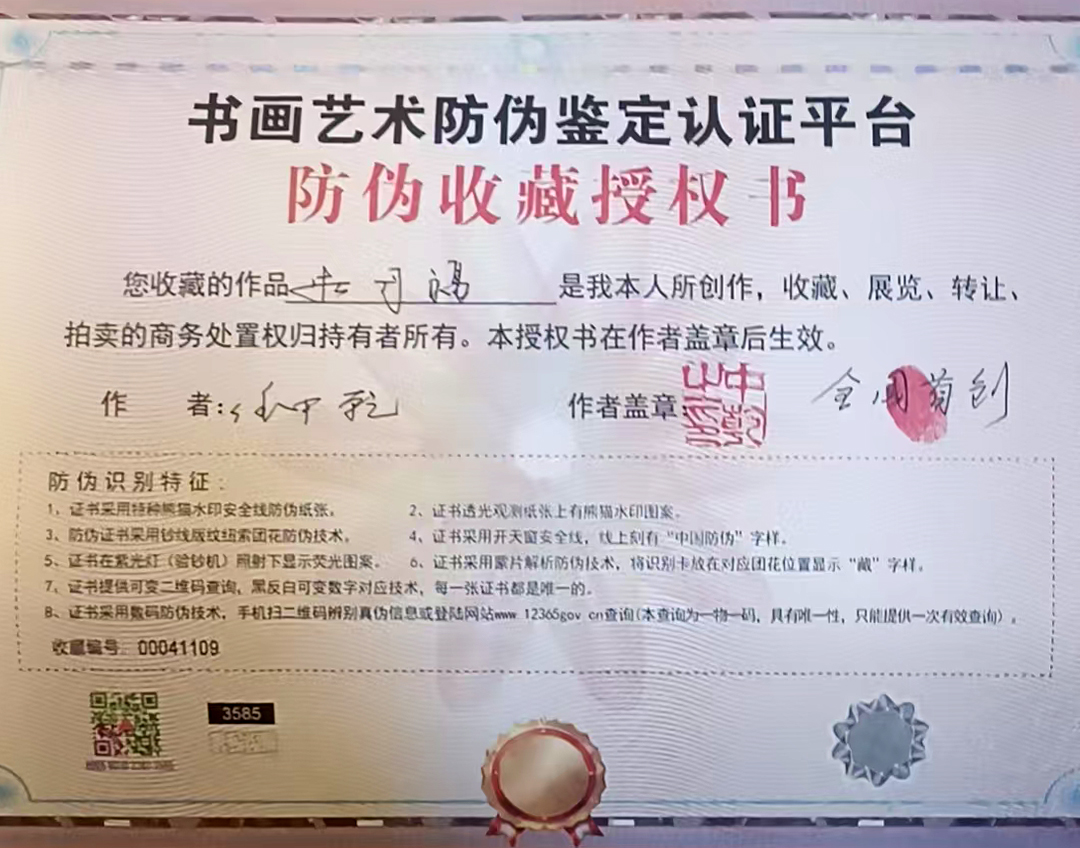 书画艺术防伪鉴定认证平台
防伪收藏授权书
您收藏的作品 是我本人所创作，收藏、展览、转让、
拍卖的商务处置权归持有者所有。本授权书在作者盖章后生效。
作 者： 作者盖章 全国首创
防伪识别特征：
1、证书采用特种熊猫水印安全线防伪纸张。 2、证书透光观测纸张上有熊猫水印图案。
3、防伪证书采用钞线版纹纽索团花防伪技术。 4、证书采用开天窗安全线，线上刻有“中国防伪”字样。
5、证书在紫光灯（验钞机）照射下显示荧光图案。 6、证书采用蒙片解析防伪技术，将识别卡放在对应团花位置显示“藏”字样。
7、证书提供可变二维码查询、黑反白可变数字对应技术，每一张证书都是唯一的。
8、证书采用数码防伪技术，手机扫二维码辨别真伪信息或登陆网站www 12365gov cn查询(本查询为一物一码，具有唯一性，只能提供一次有效查询）。
收藏编号：00041109
3585